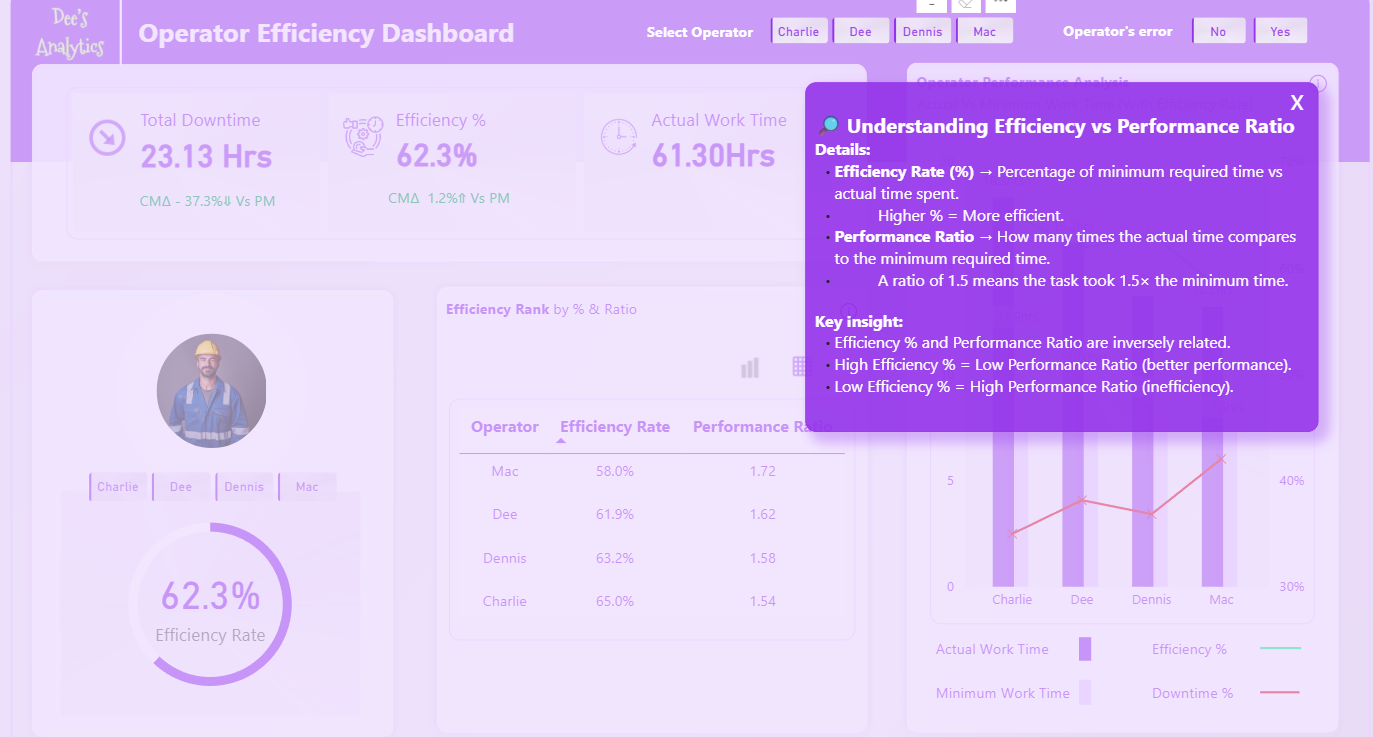 Dee's
Analytics
Operator Efficiency Dashboard
Select Operator
Charlie
Dee
Dennis
Mac
Operator's error
No
Yes
Total Downtime
23.13 Hrs
CMΔ - 37.3%⇓ Vs PM
Efficiency %
62.3%
CMΔ 1.2%⇑ Vs PM
Actual Work Time
61.30Hrs
Operator Performance Analysis
X
🔎 Understanding Efficiency vs Performance Ratio
Details:
• Efficiency Rate (%) → Percentage of minimum required time vs
actual time spent.
• Higher % = More efficient.
• Performance Ratio → How many times the actual time compares
to the minimum required time.
• A ratio of 1.5 means the task took 1.5× the minimum time.
Key insight:
• Efficiency % and Performance Ratio are inversely related.
• High Efficiency % = Low Performance Ratio (better performance).
• Low Efficiency % = High Performance Ratio (inefficiency).
Charlie
Dee
Dennis
Mac
62.3%
Efficiency Rate
Efficiency Rank by % & Ratio
Operator Efficiency Rate Performance Ratio
Mac 58.0% 1.72
Dee 61.9% 1.62
Dennis 63.2% 1.58
Charlie 65.0% 1.54
5
40%
0
30%
Charlie
Dee
Dennis
Mac
Actual Work Time
Efficiency %
Minimum Work Time
Downtime %